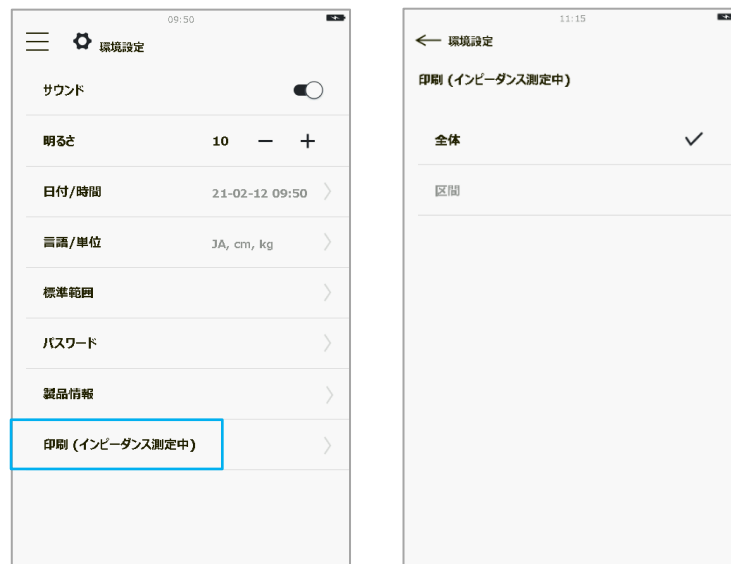 09:50
環境設定
サウンド
明るさ 10 − +
日付/時間 21-02-12 09:50
言語/単位 JA, cm, kg
標準範囲
パスワード
製品情報
印刷 (インピーダンス測定中)
11:15
環境設定
印刷 (インピーダンス測定中)
全体
区間